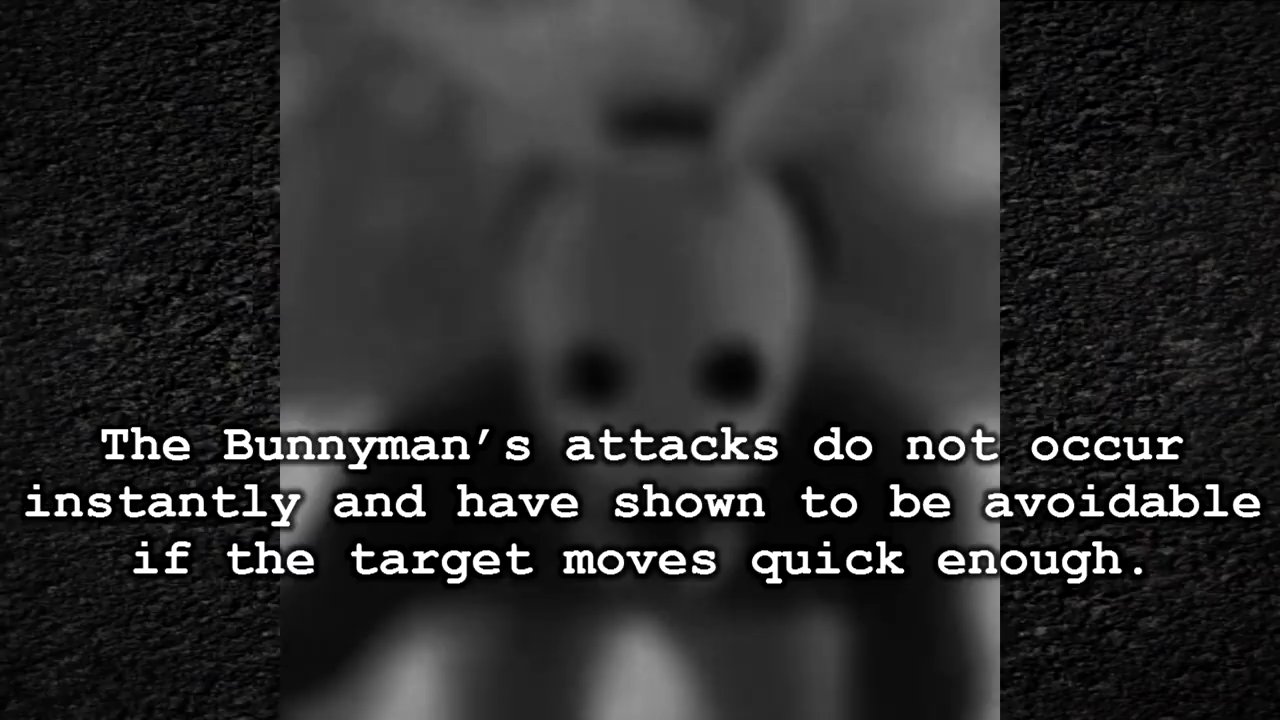 The Bunnyman’s attacks do not occur
instantly and have shown to be avoidable
if the target moves quick enough.